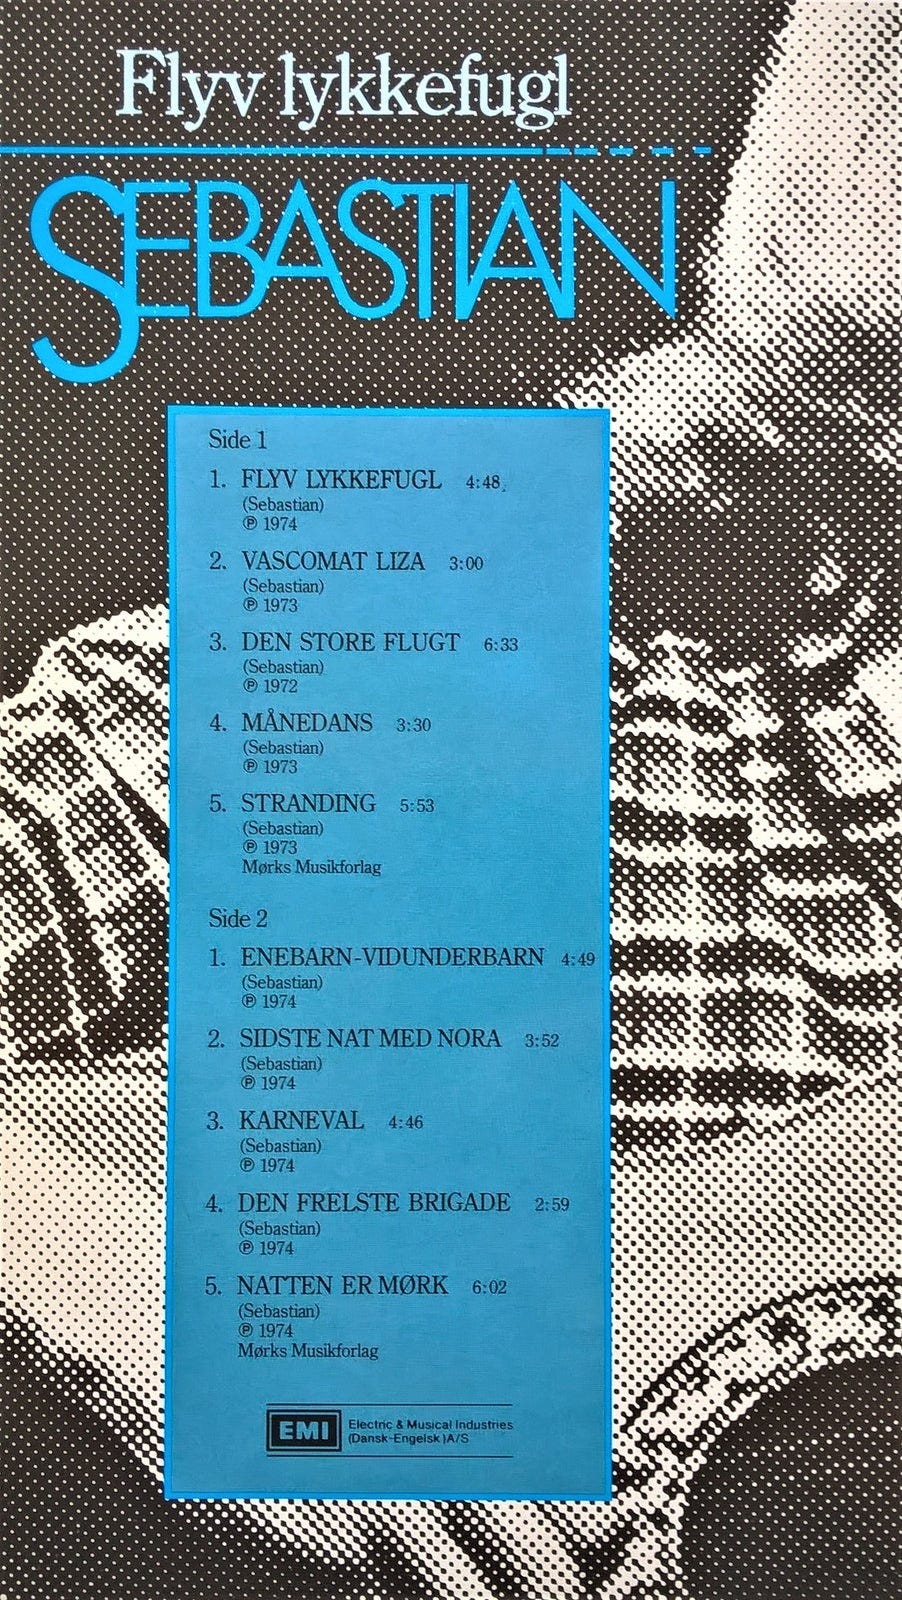 Flyv lykkefugl
SEBASTIAN
Side 1
1. FLYV LYKKEFUGL 4:48
(Sebastian)
℗ 1974
2. VASCOMAT LIZA 3:00
(Sebastian)
℗ 1973
3. DEN STORE FLUGT 6:33
(Sebastian)
℗ 1972
4. MÅNEDANS 3:30
(Sebastian)
℗ 1973
5. STRANDING 5:53
(Sebastian)
℗ 1973
Mørks Musikforlag
Side 2
1. ENEBARN-VIDUNDERBARN 4:49
(Sebastian)
℗ 1974
2. SIDSTE NAT MED NORA 3:52
(Sebastian)
℗ 1974
3. KARNEVAL 4:46
(Sebastian)
℗ 1974
4. DEN FRELSTE BRIGADE 2:59
(Sebastian)
℗ 1974
5. NATTEN ER MØRK 6:02
(Sebastian)
℗ 1974
Mørks Musikforlag
EMI Electric & Musical Industries
(Dansk-Engelsk)A/S